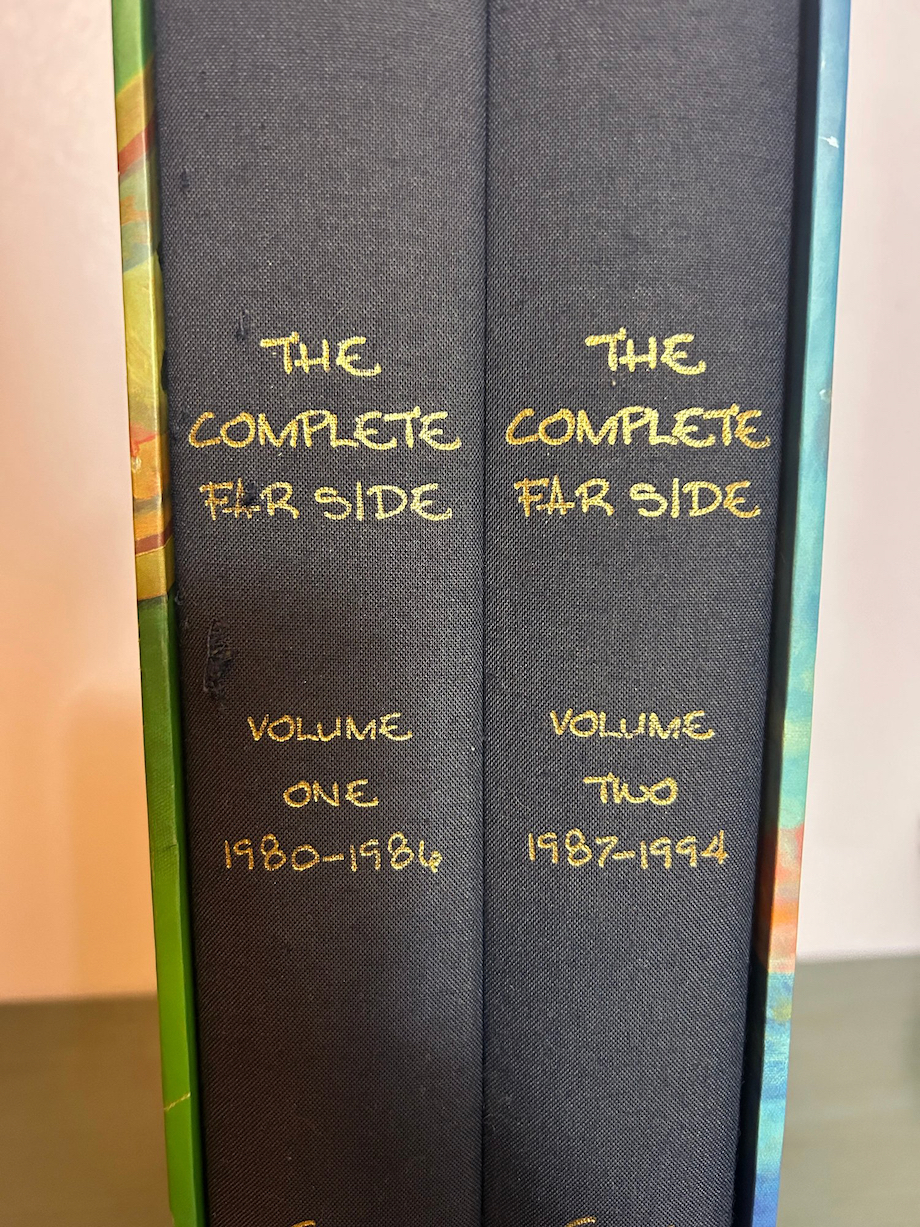 THE
COMPLETE
FAR SIDE
VOLUME
ONE
1980-1986
THE
COMPLETE
FAR SIDE
VOLUME
TWO
1987-1994